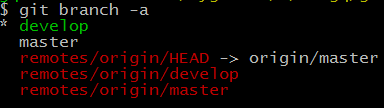 $ git branch -a
* develop
master
remotes/origin/HEAD -> origin/master
remotes/origin/develop
remotes/origin/master